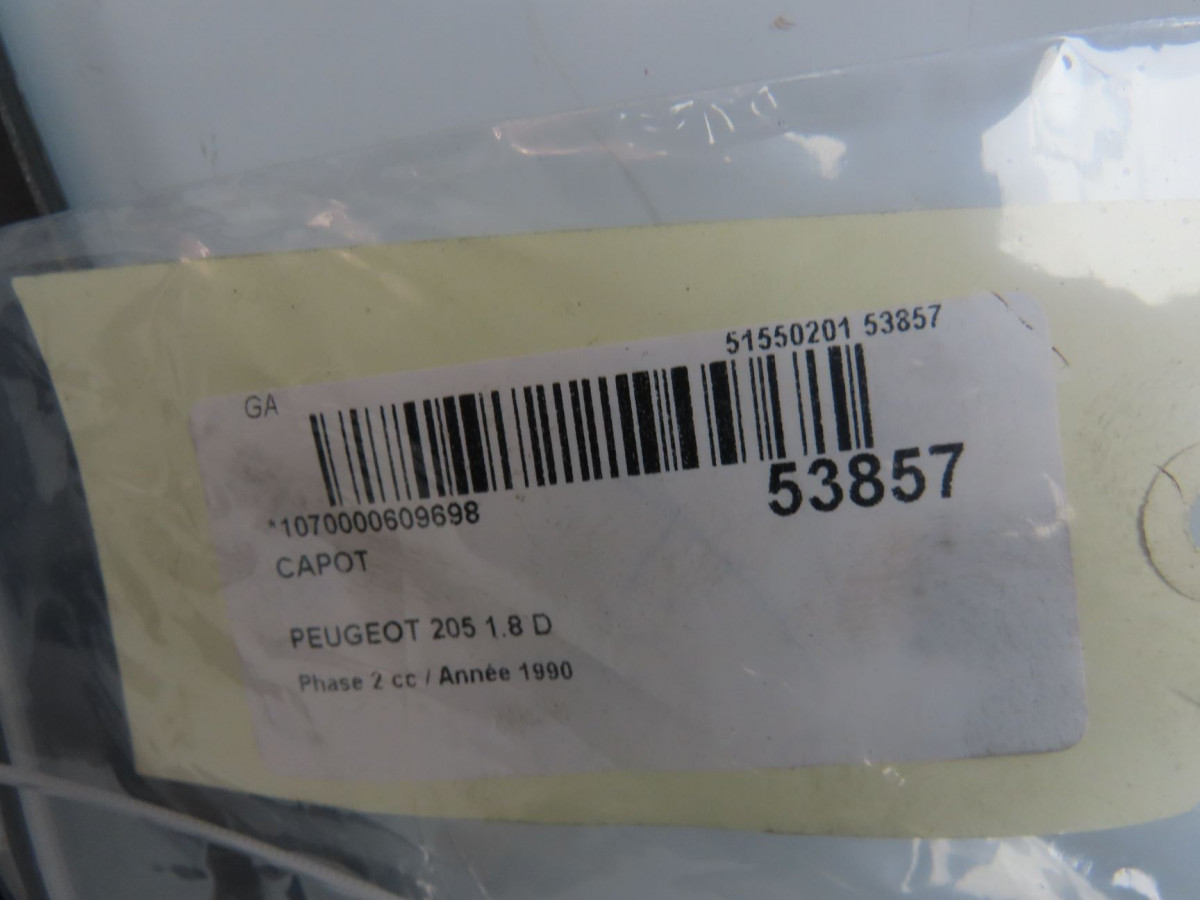 51550201 53857
GA
53857
*1070000609698
CAPOT
PEUGEOT 205 1.8 D
Phase 2 cc / Année 1990